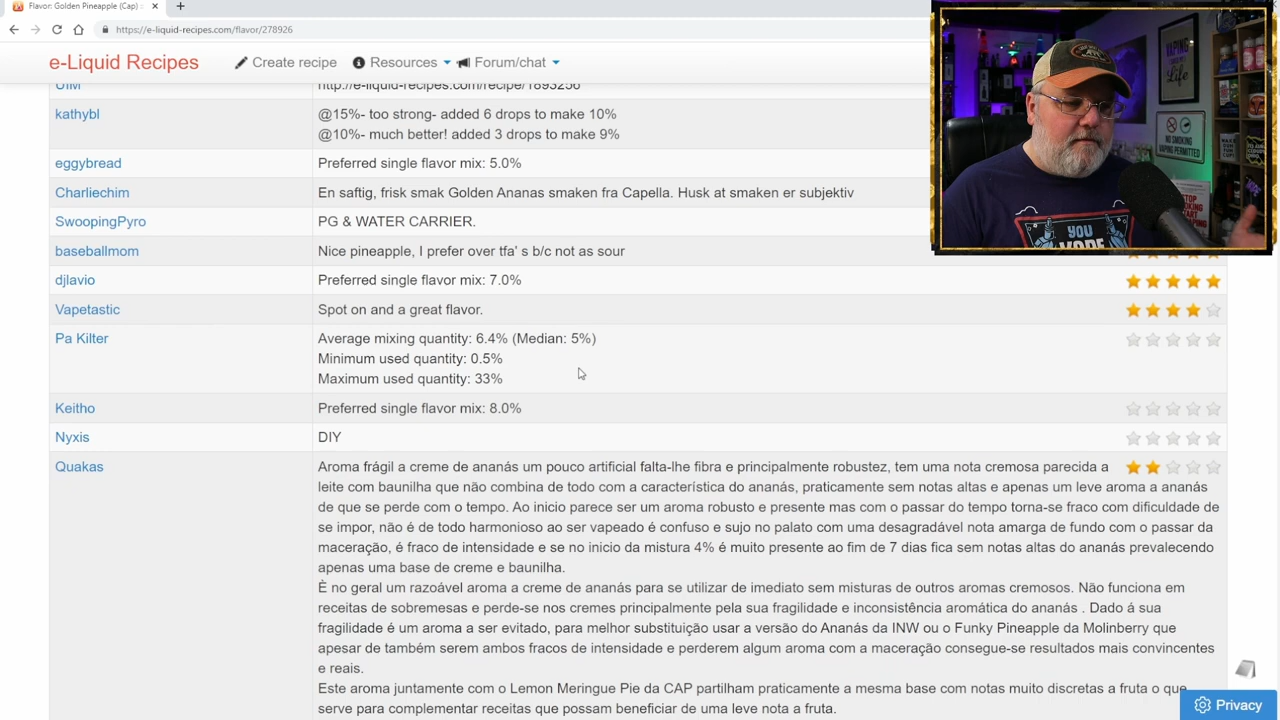 Flavor: Golden Pineapple (Cap) ::
https://e-liquid-recipes.com/flavor/278926
e-Liquid Recipes
Create recipe
Resources
Forum/chat
http://e-liquid-recipes.com/recipe/1893256
kathybl
@15%- too strong- added 6 drops to make 10%
@10%- much better! added 3 drops to make 9%
eggybread
Preferred single flavor mix: 5.0%
Charliechim
En saftig, frisk smak Golden Ananas smaken fra Capella. Husk at smaken er subjektiv
SwoopingPyro
PG & WATER CARRIER.
baseballmom
Nice pineapple, I prefer over tfa' s b/c not as sour
djlavio
Preferred single flavor mix: 7.0%
Vapetastic
Spot on and a great flavor.
Pa Kilter
Average mixing quantity: 6.4% (Median: 5%)
Minimum used quantity: 0.5%
Maximum used quantity: 33%
Keitho
Preferred single flavor mix: 8.0%
Nyxis
DIY
Quakas
Aroma frágil a creme de ananás um pouco artificial falta-lhe fibra e principalmente robustez, tem uma nota cremosa parecida a
leite com baunilha que não combina de todo com a característica do ananás, praticamente sem notas altas e apenas um leve aroma a ananás
de que se perde com o tempo. Ao inicio parece ser um aroma robusto e presente mas com o passar do tempo torna-se fraco com dificuldade de
se impor, não é de todo harmonioso ao ser vapeado é confuso e sujo no palato com uma desagradável nota amarga de fundo com o passar da
maceração, é fraco de intensidade e se no inicio da mistura 4% é muito presente ao fim de 7 dias fica sem notas altas do ananás prevalecendo
apenas uma base de creme e baunilha.
È no geral um razoável aroma a creme de ananás para se utilizar de imediato sem misturas de outros aromas cremosos. Não funciona em
receitas de sobremesas e perde-se nos cremes principalmente pela sua fragilidade e inconsistência aromática do ananás . Dado á sua
fragilidade é um aroma a ser evitado, para melhor substituição usar a versão do Ananás da INW ou o Funky Pineapple da Molinberry que
apesar de também serem ambos fracos de intensidade e perderem algum aroma com a maceração consegue-se resultados mais convincentes
e reais.
Este aroma juntamente com o Lemon Meringue Pie da CAP partilham praticamente a mesma base com notas muito discretas a fruta o que
serve para complementar receitas que possam beneficiar de uma leve nota a fruta.
Privacy
VAPING
Life
NO SMOKING
VAPING PERMITTED
YOU